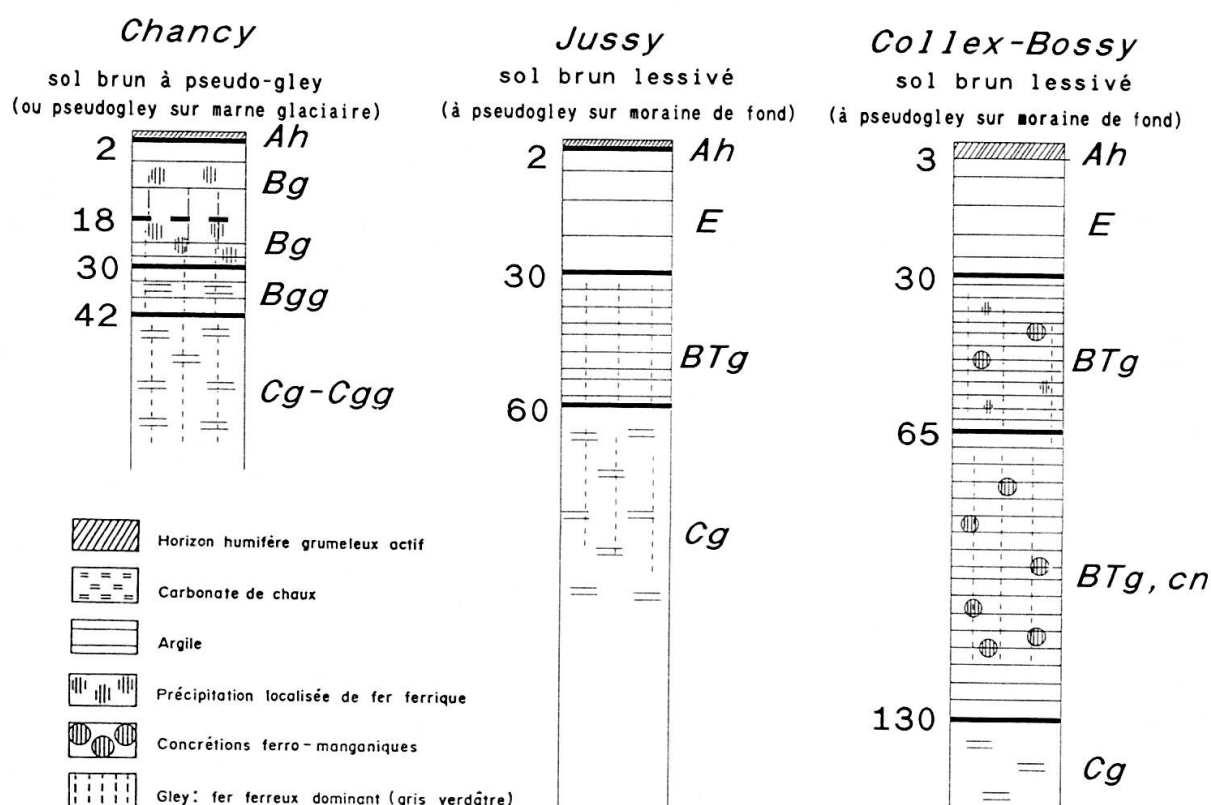 Chancy
sol brun à pseudo-gley
(ou pseudogley sur marne glaciaire)
2
Ah
Bg
18
Bg
30
Bgg
42
Cg-Cgg
Jussy
sol brun lessivé
(à pseudogley sur moraine de fond)
2
Ah
E
30
BTg
60
Cg
Collex-Bossy
sol brun lessivé
(à pseudogley sur moraine de fond)
3
Ah
E
30
BTg
65
BTg, cn
130
Cg
Horizon humifère grumeleux actif
Carbonate de chaux
Argile
Précipitation localisée de fer ferrique
Concrétions ferro-manganiques
Gley: fer ferreux dominant (gris verdâtre)